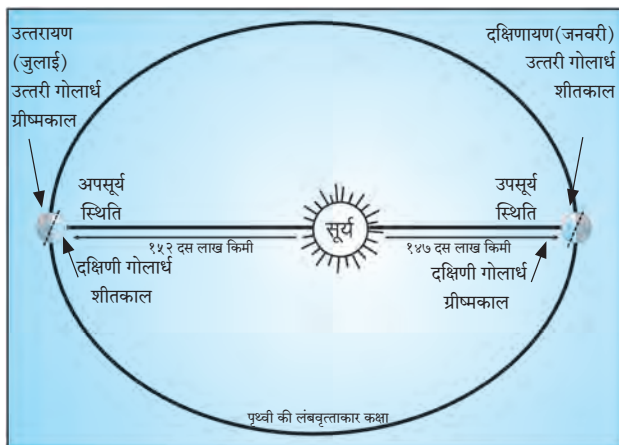 उत्तरायण
(जुलाई)
उत्तरी गोलार्ध
ग्रीष्मकाल
दक्षिणायण(जनवरी)
उत्तरी गोलार्ध
शीतकाल
अपसूर्य
स्थिति
सूर्य
उपसूर्य
स्थिति
१५२ दस लाख किमी
१४७ दस लाख किमी
दक्षिणी गोलार्ध
शीतकाल
दक्षिणी गोलार्ध
ग्रीष्मकाल
पृथ्वी की लंबवृत्ताकार कक्षा